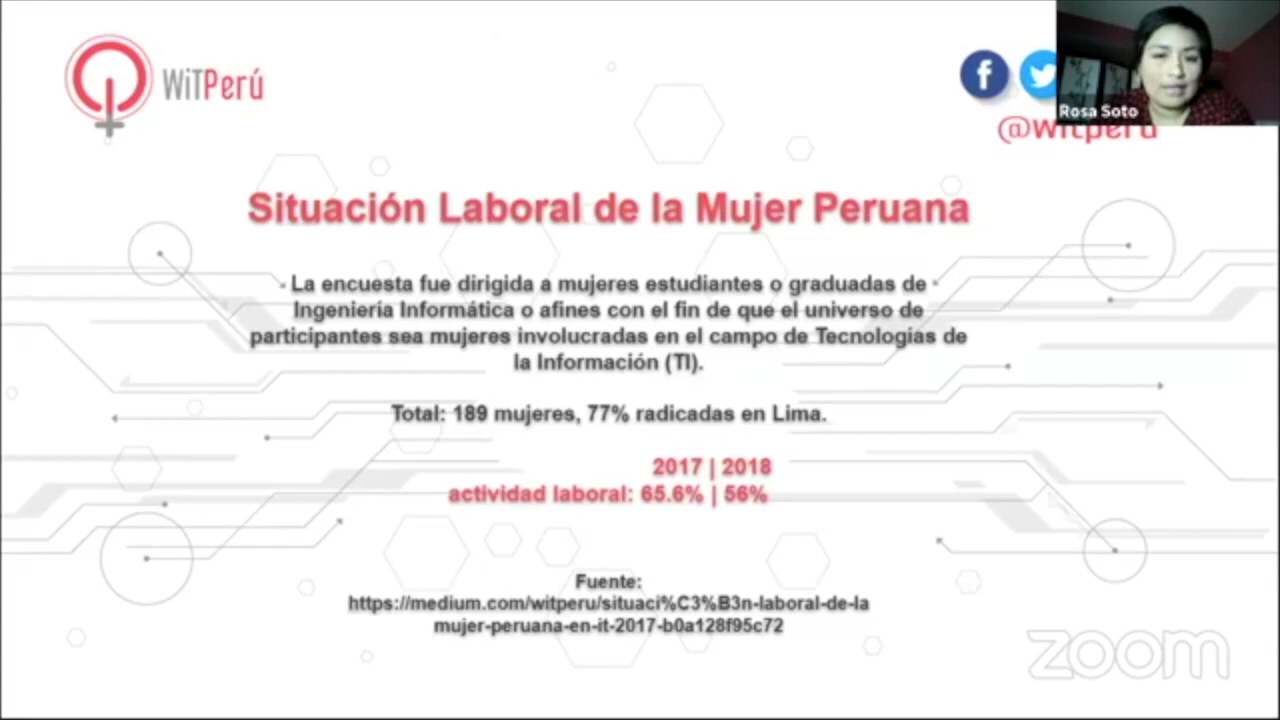 WiTPerú
Rosa Soto
@Witperu
Situación Laboral de la Mujer Peruana
La encuesta fue dirigida a mujeres estudiantes o graduadas de
Ingeniería Informática o afines con el fin de que el universo de
participantes sea mujeres involucradas en el campo de Tecnologías de
la Información (TI).
Total: 189 mujeres, 77% radicadas en Lima.
2017 | 2018
actividad laboral: 65.6% | 56%
Fuente:
https://medium.com/witperu/situaci%C3%B3n-laboral-de-la
mujer-peruana-en-it-2017-b0a128f95c72
zoom